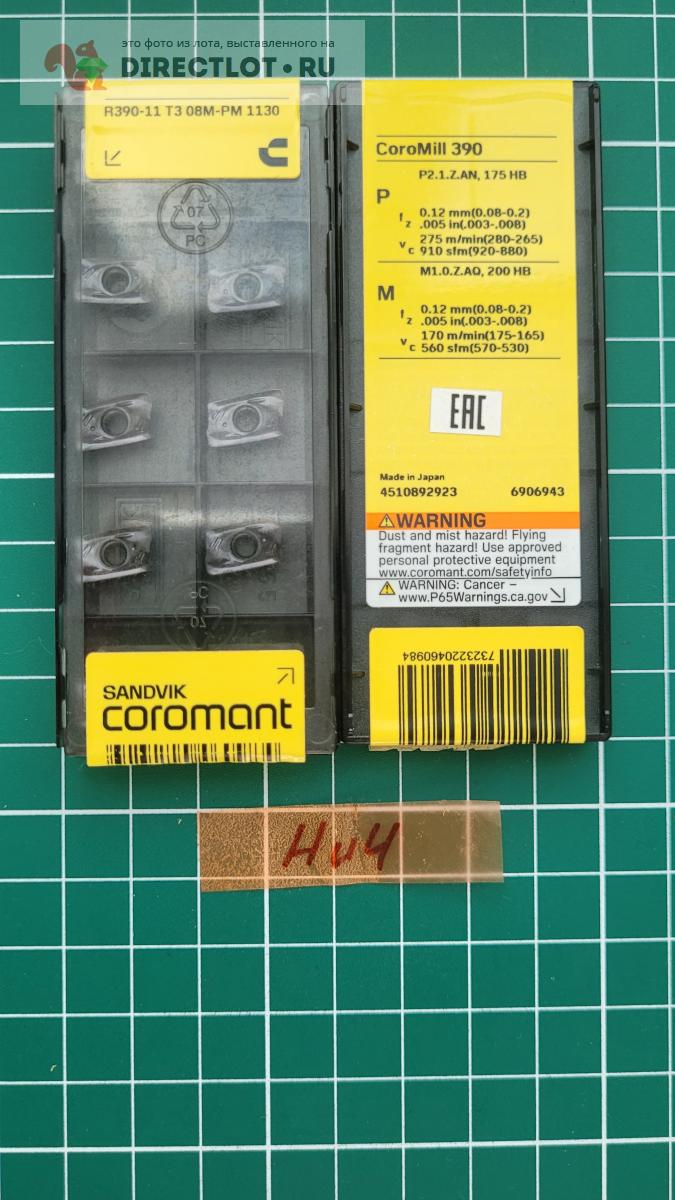 это фото из лота, выставленного на
DIRECTLOT.RU
R390-11 T3 08M-PM 1130
07
PC
SANDVIK
coromant
CoroMill 390
P2.1.Z.AN, 175 HB
P
fz 0.12 mm(0.08-0.2)
.005 in(.003-.008)
vc 275 m/min(280-265)
910 sfm(920-880)
M1.0.Z.AQ, 200 HB
M
fz 0.12 mm(0.08-0.2)
.005 in(.003-.008)
vc 170 m/min(175-165)
560 sfm(570-530)
EAC
Made in Japan
4510892923 6906943
WARNING
Dust and mist hazard! Flying
fragment hazard! Use approved
personal protective equipment
www.coromant.com/safetyinfo
WARNING: Cancer –
www.P65Warnings.ca.gov
7323220460984
НиЧ